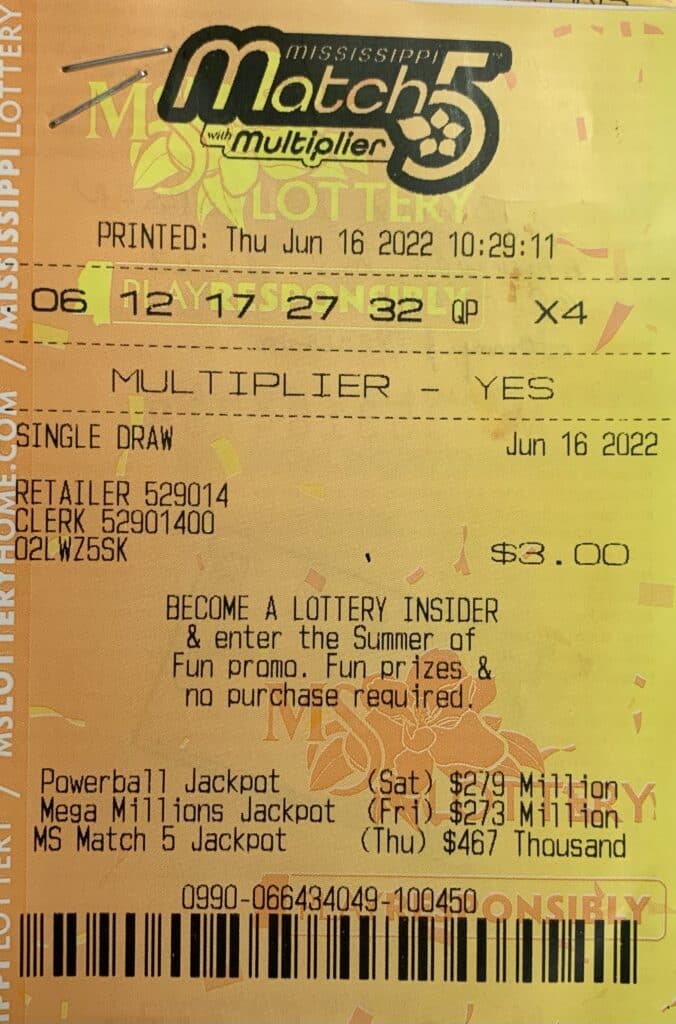 MISSISSIPPI
Match 5
with Multiplier
MS
LOTTERY
PRINTED: Thu Jun 16 2022 10:29:11
PLAY RESPONSIBLY
06 12 17 27 32 QP X4
MULTIPLIER - YES
SINGLE DRAW Jun 16 2022
RETAILER 529014
CLERK 52901400
02LWZ5SK $3.00
BECOME A LOTTERY INSIDER
& enter the Summer of
Fun promo. Fun prizes &
no purchase required.
MS
LOTTERY
Powerball Jackpot (Sat) $279 Million
Mega Millions Jackpot (Fri) $273 Million
MS Match 5 Jackpot (Thu) $467 Thousand
0990-066434049-100450
PLAY RESPONSIBLY
MSLOTTERYHOME.COM / MISSISSIPPI LOTTERY